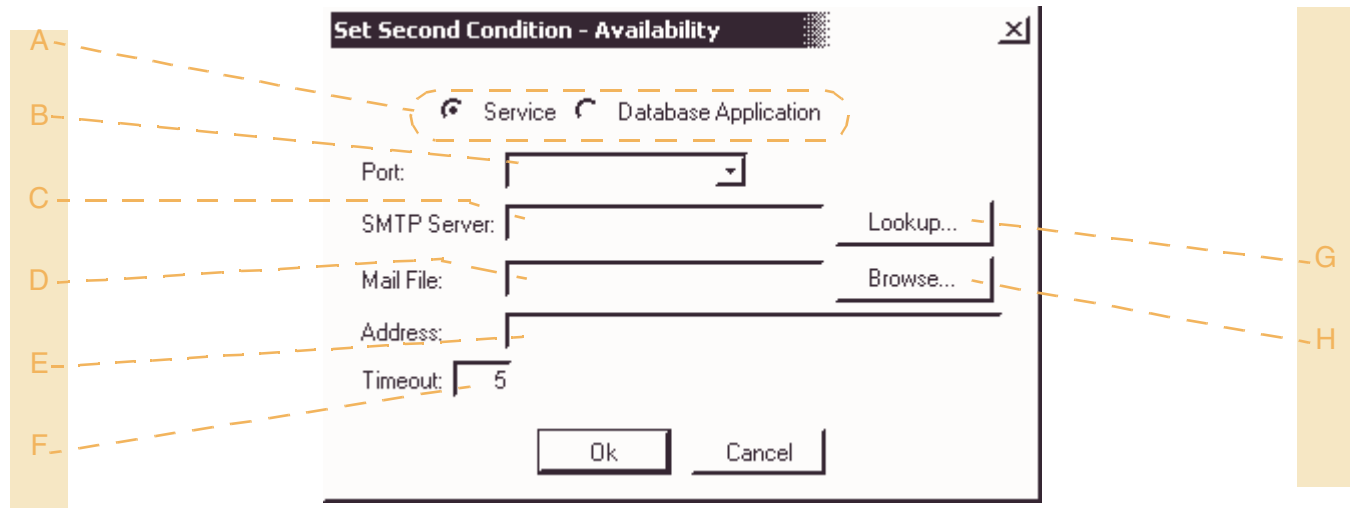 Set Second Condition - Availability
A
Service Database Application
B
Port:
C
SMTP Server: Lookup...
G
D
Mail File: Browse...
H
E
Address:
Timeout: 5
F
Ok Cancel